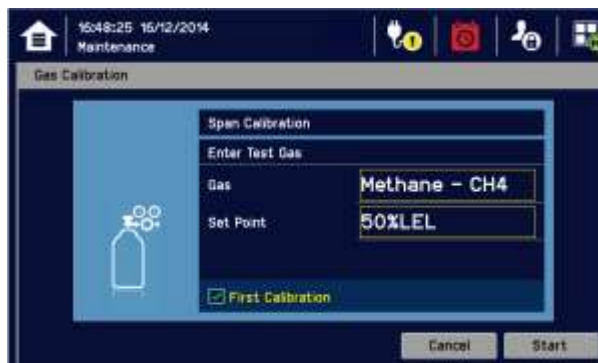 16:48:25 16/12/2014
Maintenance
Gas Calibration
Span Calibration
Enter Test Gas
Gas Methane - CH4
Set Point 50%LEL
First Calibration
Cancel Start